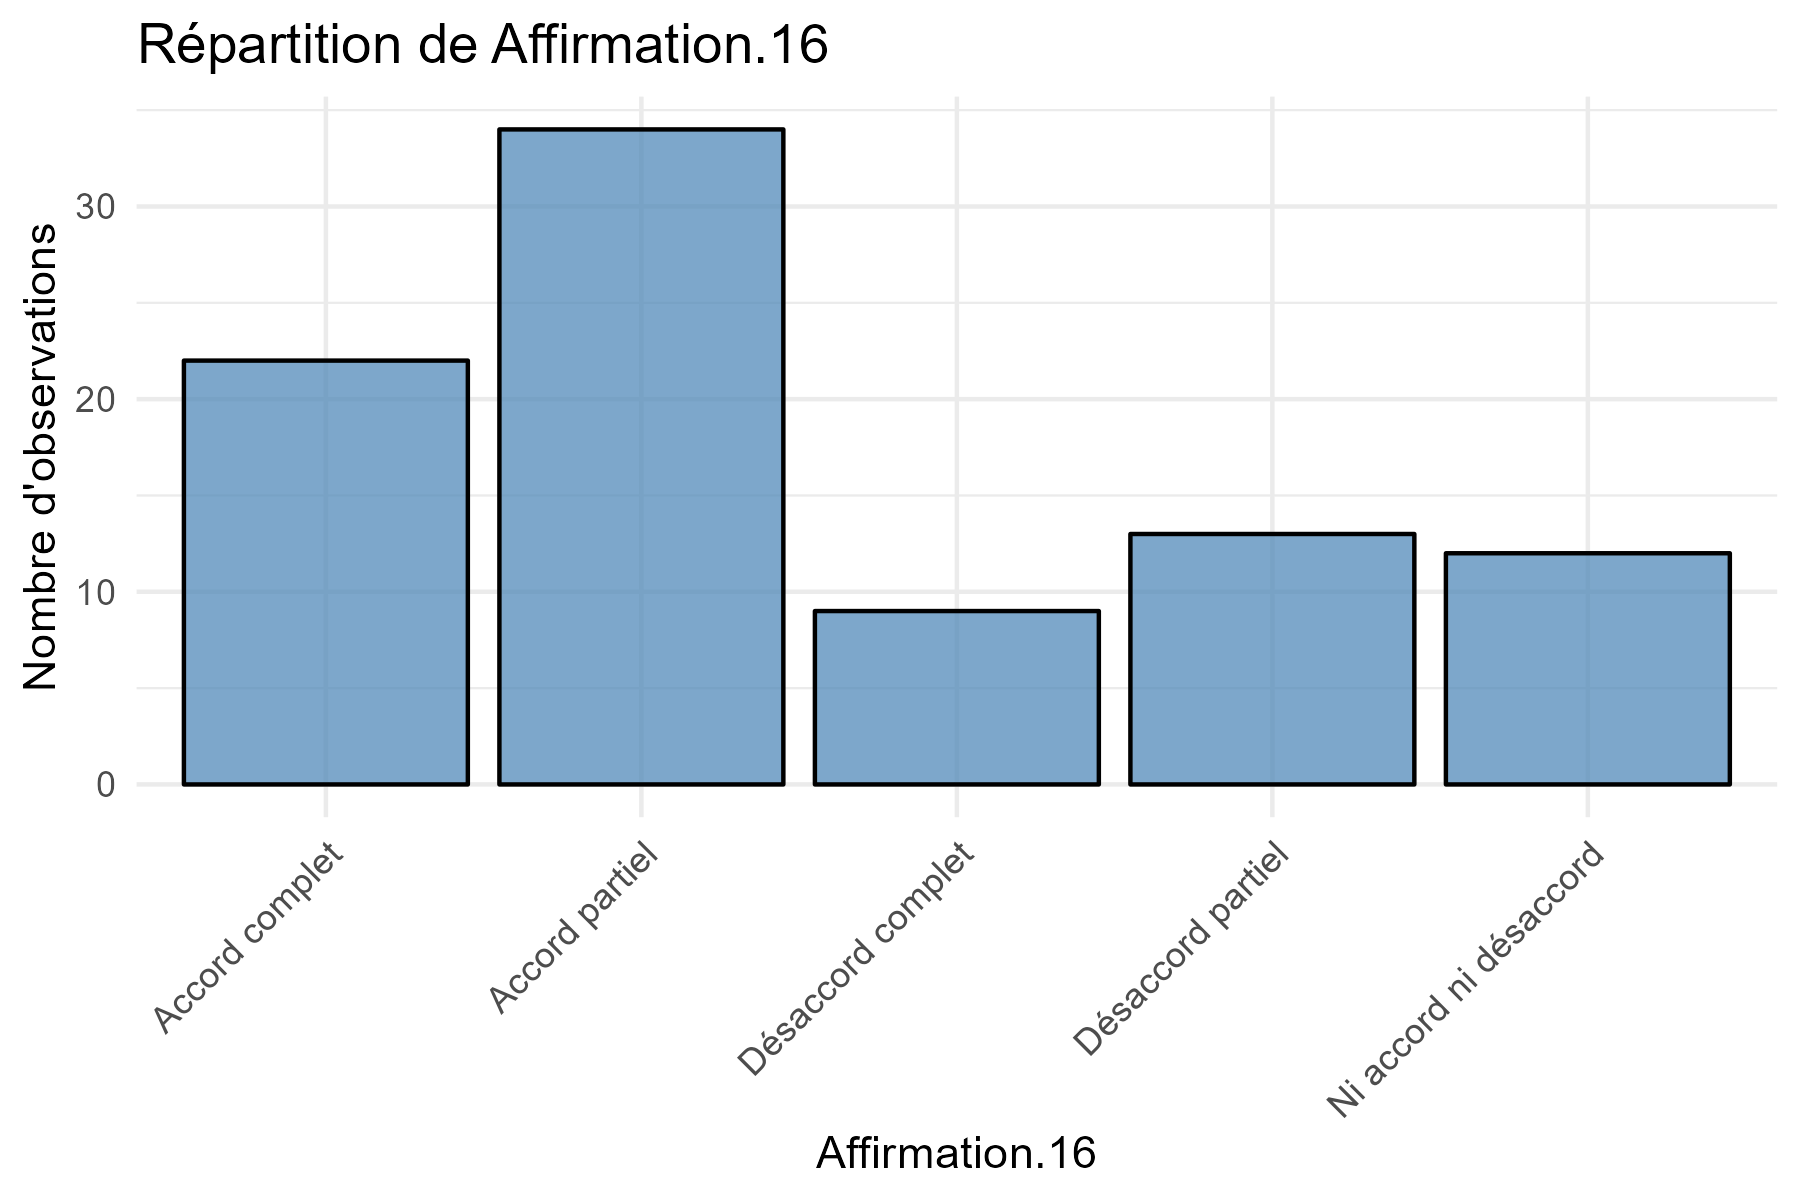 Répartition de Affirmation.16
Nombre d'observations
30
20
10
0
Accord complet
Accord partiel
Désaccord complet
Désaccord partiel
Ni accord ni désaccord
Affirmation.16